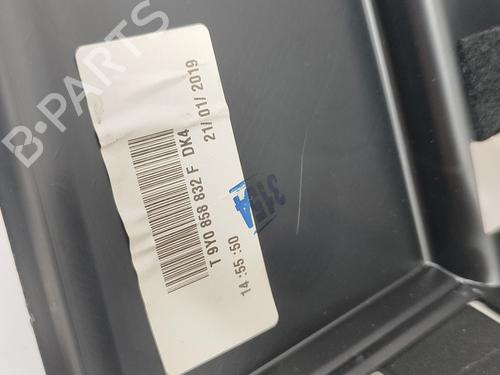 B-PARTS
T 9Y0 858 832 F DK4
21/ 01/ 2019
14 :55 :50